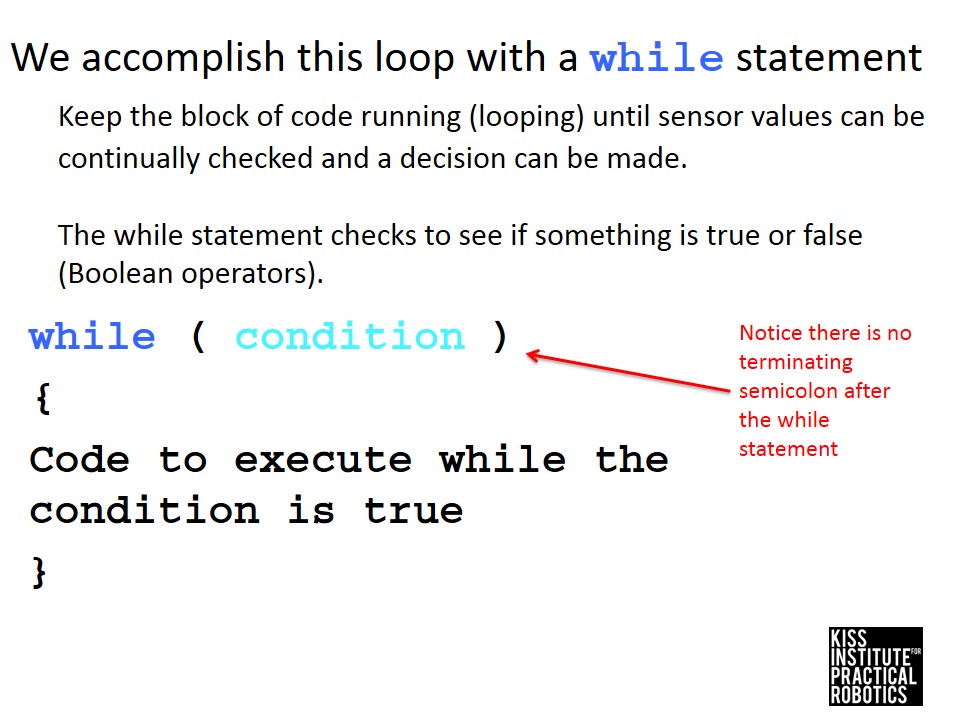 We accomplish this loop with a while statement
Keep the block of code running (looping) until sensor values can be
continually checked and a decision can be made.
The while statement checks to see if something is true or false
(Boolean operators).
while ( condition )
{
Code to execute while the
condition is true
}
Notice there is no
terminating
semicolon after
the while
statement
KISS
INSTITUTE FOR
PRACTICAL
ROBOTICS